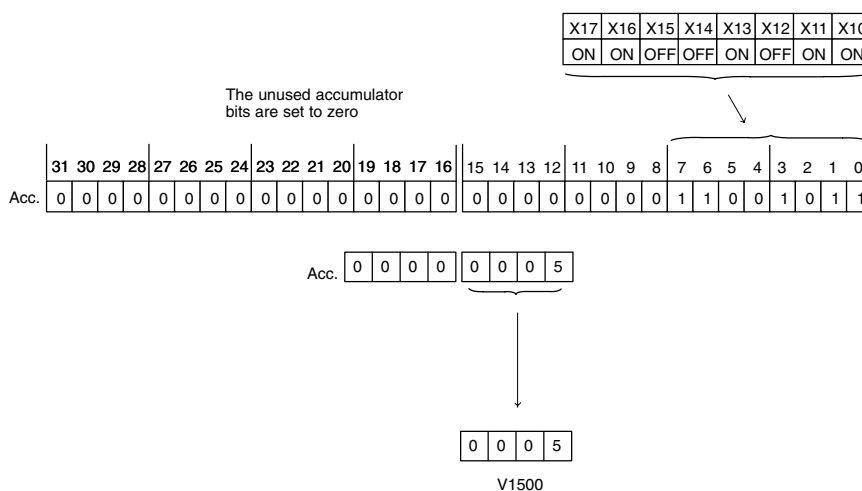 X17 X16 X15 X14 X13 X12 X11 X10
ON ON OFF OFF ON OFF ON ON
The unused accumulator
bits are set to zero
31 30 29 28 27 26 25 24 23 22 21 20 19 18 17 16 15 14 13 12 11 10 9 8 7 6 5 4 3 2 1 0
Acc. 0 0 0 0 0 0 0 0 0 0 0 0 0 0 0 0 0 0 0 0 0 0 0 0 1 1 0 0 1 0 1 1
Acc. 0 0 0 0 0 0 0 5
0 0 0 5
V1500